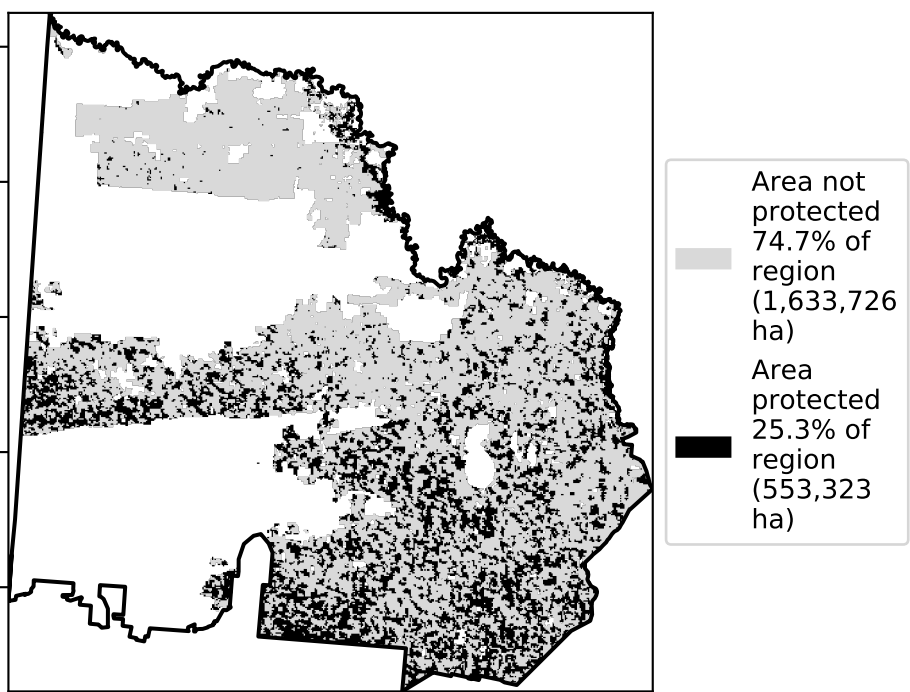 Area not
protected
74.7% of
region
(1,633,726
ha)
Area
protected
25.3% of
region
(553,323
ha)